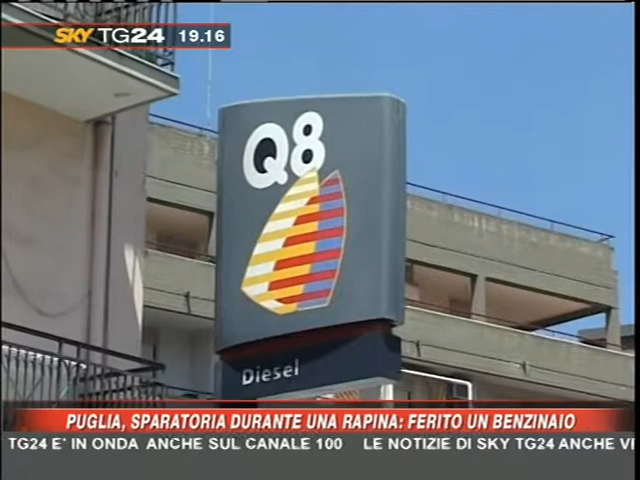 SKY TG24 19.16
Q8
Diesel
PUGLIA, SPARATORIA DURANTE UNA RAPINA: FERITO UN BENZINAIO
TG24 E' IN ONDA ANCHE SUL CANALE 100 LE NOTIZIE DI SKY TG24 ANCHE VI